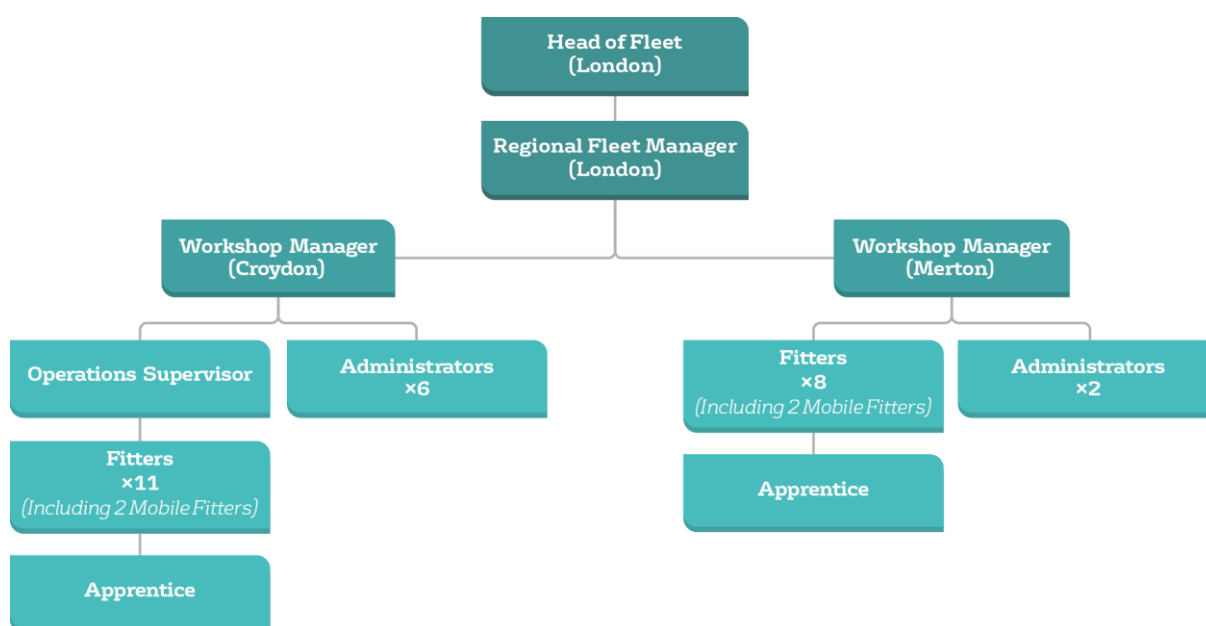 Head of Fleet
(London)
Regional Fleet Manager
(London)
Workshop Manager
(Croydon)
Workshop Manager
(Merton)
Operations Supervisor
Administrators
×6
Fitters
×8
(Including 2 Mobile Fitters)
Administrators
×2
Fitters
×11
(Including 2 Mobile Fitters)
Apprentice
Apprentice